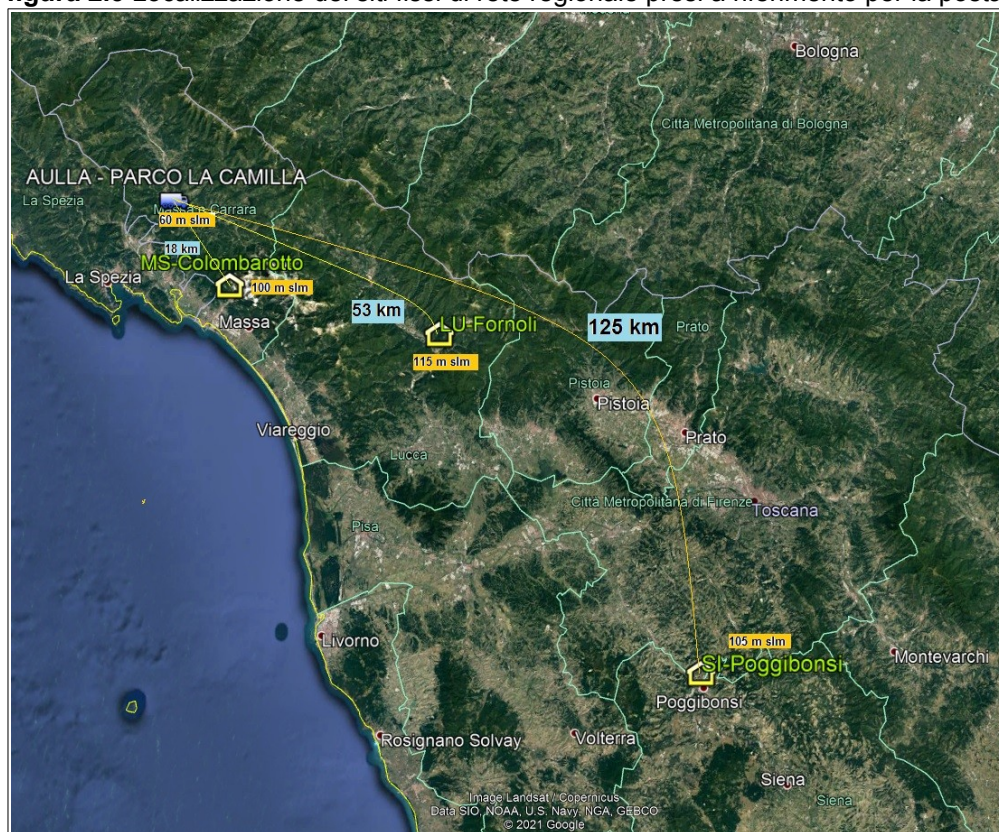 figura 2.6 Localizzazione dei siti fissi di rete regionale presi a riferimento per la posta
Bologna
Città Metropolitana di Bologna
AULLA - PARCO LA CAMILLA
La Spezia
Massa e Carrara
60 m slm
18 km
MS-Colombarotto
La Spezia
100 m slm
Massa
53 km
LU-Fornoli
115 m slm
125 km
Prato
Pistoia
Pistoia
Prato
Viareggio
Lucca
Città Metropolitana di Firenze
Toscana
Pisa
Livorno
105 m slm
SI-Poggibonsi
Montevarchi
Poggibonsi
Rosignano Solvay
Volterra
Siena
Siena
Image Landsat / Copernicus
Data SIO, NOAA, U.S. Navy, NGA, GEBCO
© 2021 Google